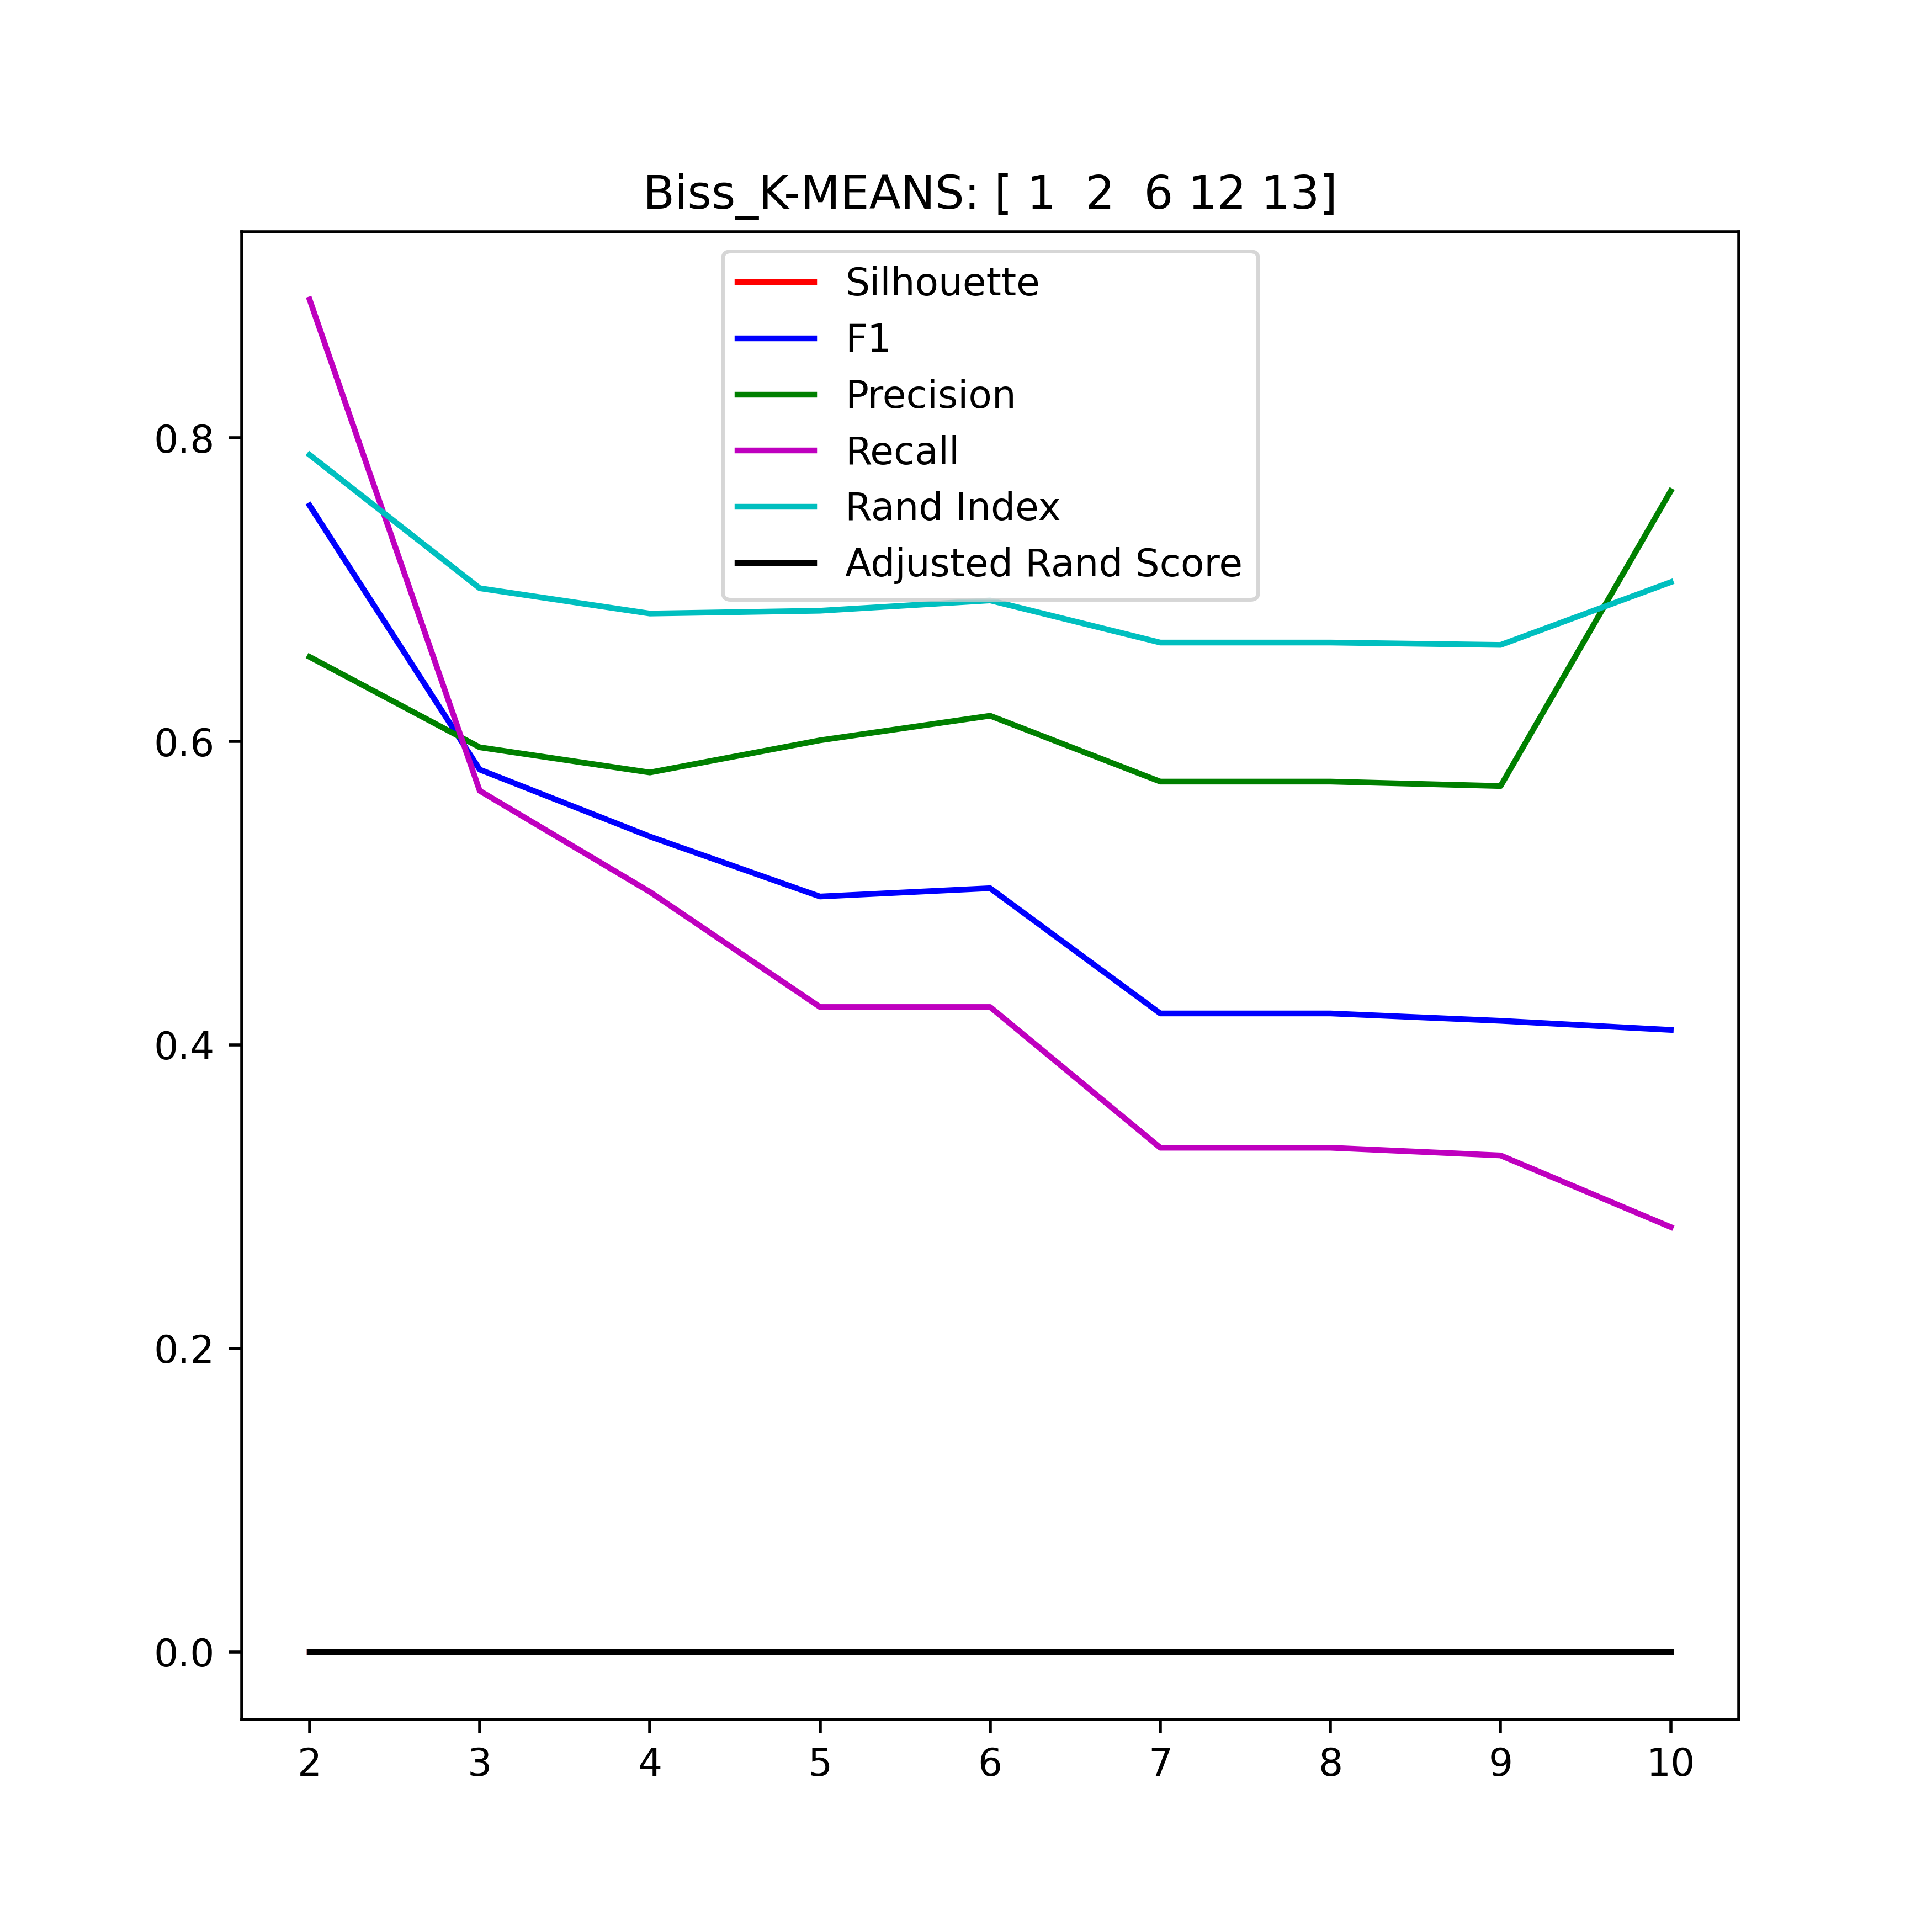 Biss_K-MEANS: [ 1  2  6 12 13]
Silhouette
F1
Precision
Recall
Rand Index
Adjusted Rand Score
0.8
0.6
0.4
0.2
0.0
2 3 4 5 6 7 8 9 10